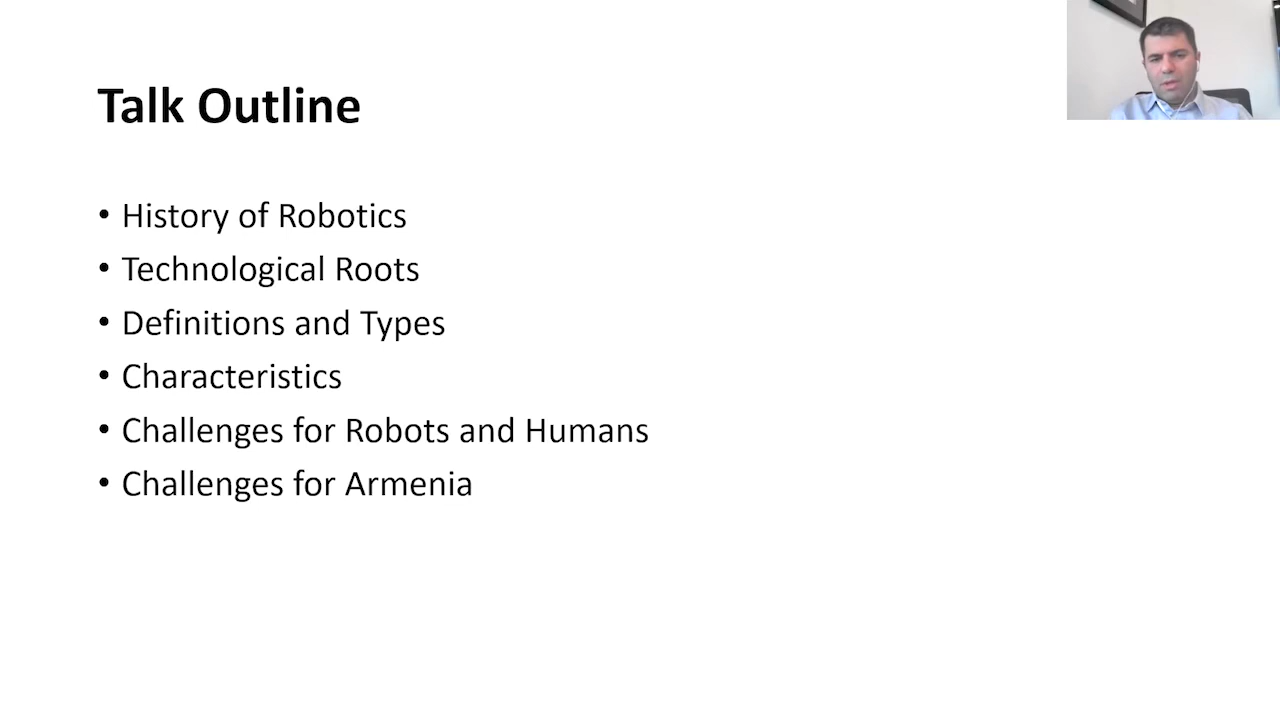 Talk Outline
• History of Robotics
• Technological Roots
• Definitions and Types
• Characteristics
• Challenges for Robots and Humans
• Challenges for Armenia